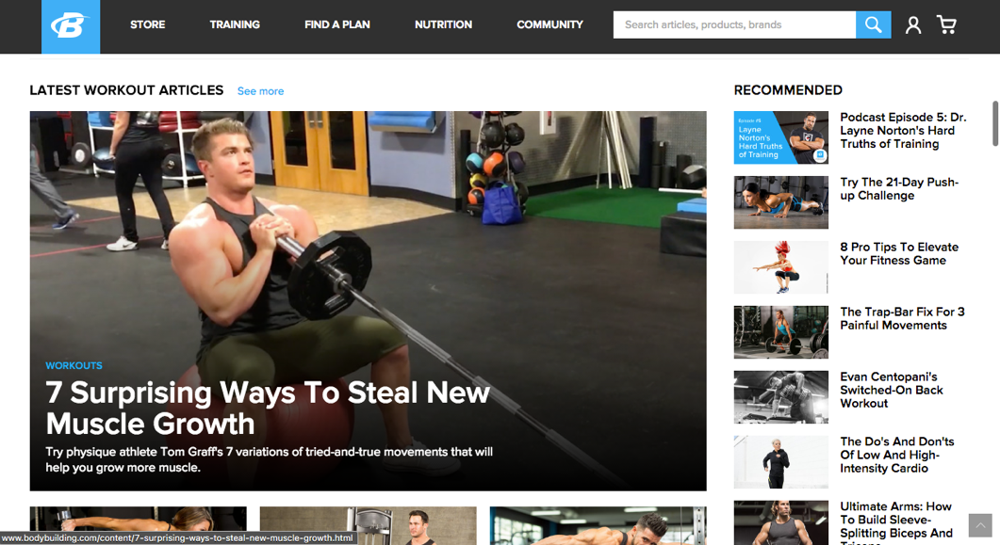 B
STORE
TRAINING
FIND A PLAN
NUTRITION
COMMUNITY
Search articles, products, brands
LATEST WORKOUT ARTICLES
See more
WORKOUTS
7 Surprising Ways To Steal New
Muscle Growth
Try physique athlete Tom Graff's 7 variations of tried-and-true movements that will
help you grow more muscle.
RECOMMENDED
Layne
Norton's
Hard Truths
of Training
Podcast Episode 5: Dr.
Layne Norton's Hard
Truths of Training
Try The 21-Day Push-
up Challenge
8 Pro Tips To Elevate
Your Fitness Game
The Trap-Bar Fix For 3
Painful Movements
Evan Centopani's
Switched-On Back
Workout
The Do's And Don'ts
Of Low And High-
Intensity Cardio
Ultimate Arms: How
To Build Sleeve-
Splitting Biceps And
www.bodybuilding.com/content/7-surprising-ways-to-steal-new-muscle-growth.html